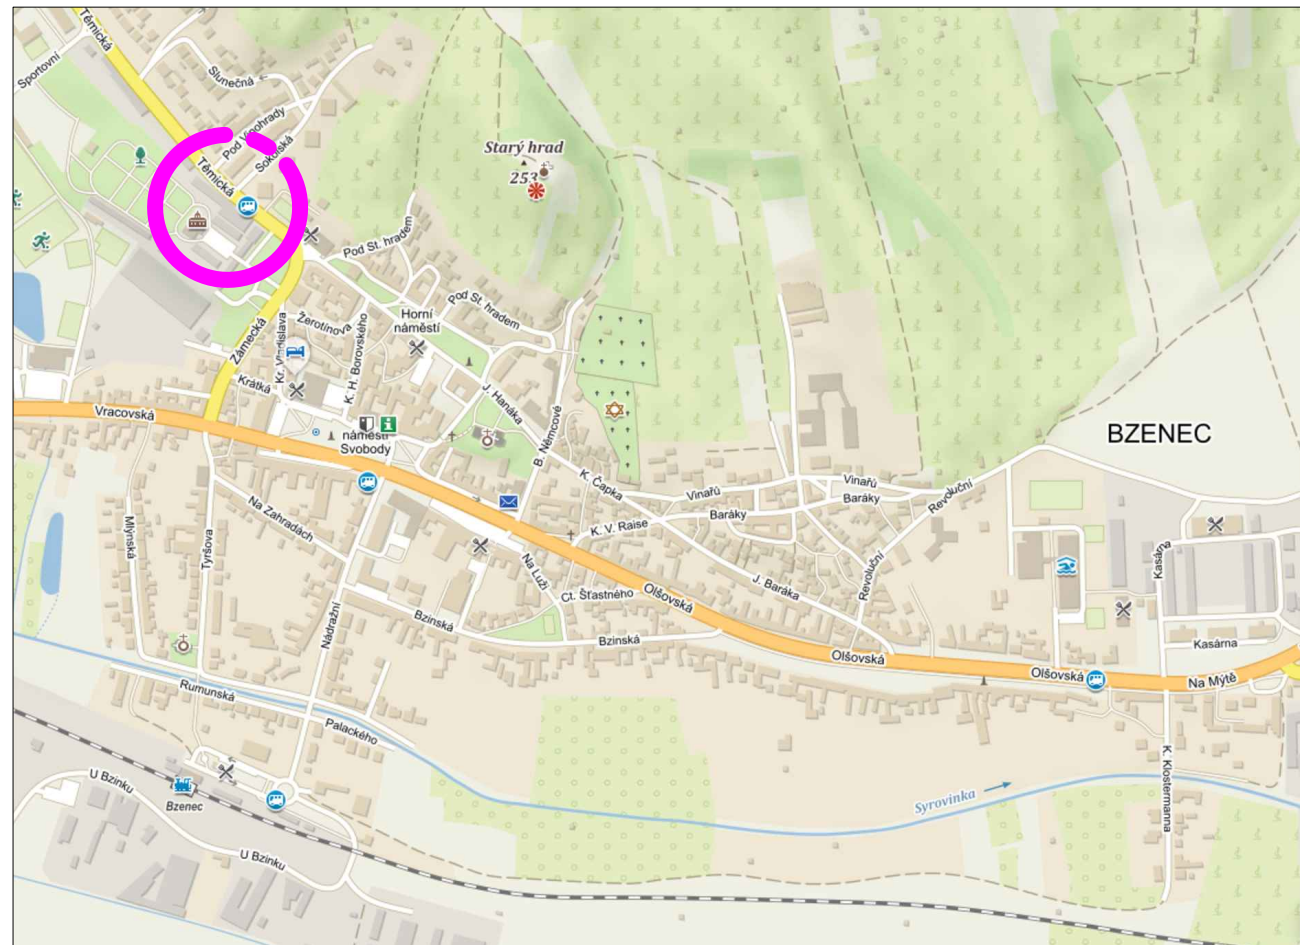 Těmická
Sportovní
Slunečná
Pod Vinohrady
Sokolská
Těmická
Starý hrad
253
Pod St. hradem
Pod St. hradem
Horní
náměstí
Žerotínova
Kr. Vladislava
K. H. Borovského
Zámecká
Krátká
J. Hanáka
Vracovská
náměstí
Svobody
B. Němcové
BZENEC
K. Čapka
Vinařů
Vinařů
Baráky
Baráky
Revoluční
K. V. Raise
Na Zahradách
Mlýnská
Tyršova
Na Luži
Ct. Šťastného
Olšovská
J. Baráka
Revoluční
Kasárna
Nádražní
Bzinská
Bzinská
Olšovská
Kasárna
Olšovská
Na Mýtě
Rumunská
Palackého
U Bzinku
Bzenec
Syrovinka
K. Klostermanna
U Bzinku